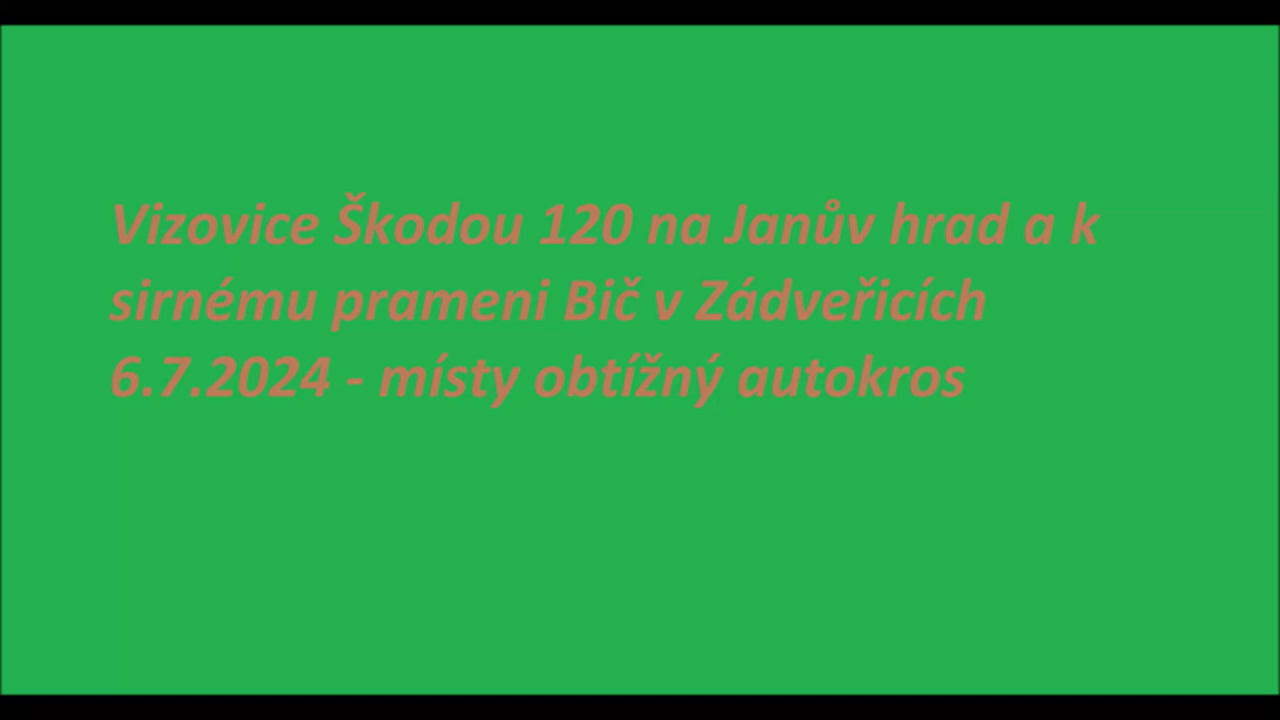 Vizovice Škodou 120 na Janův hrad a k
sirnému prameni Bič v Zádveřicích
6.7.2024 - místy obtížný autokros